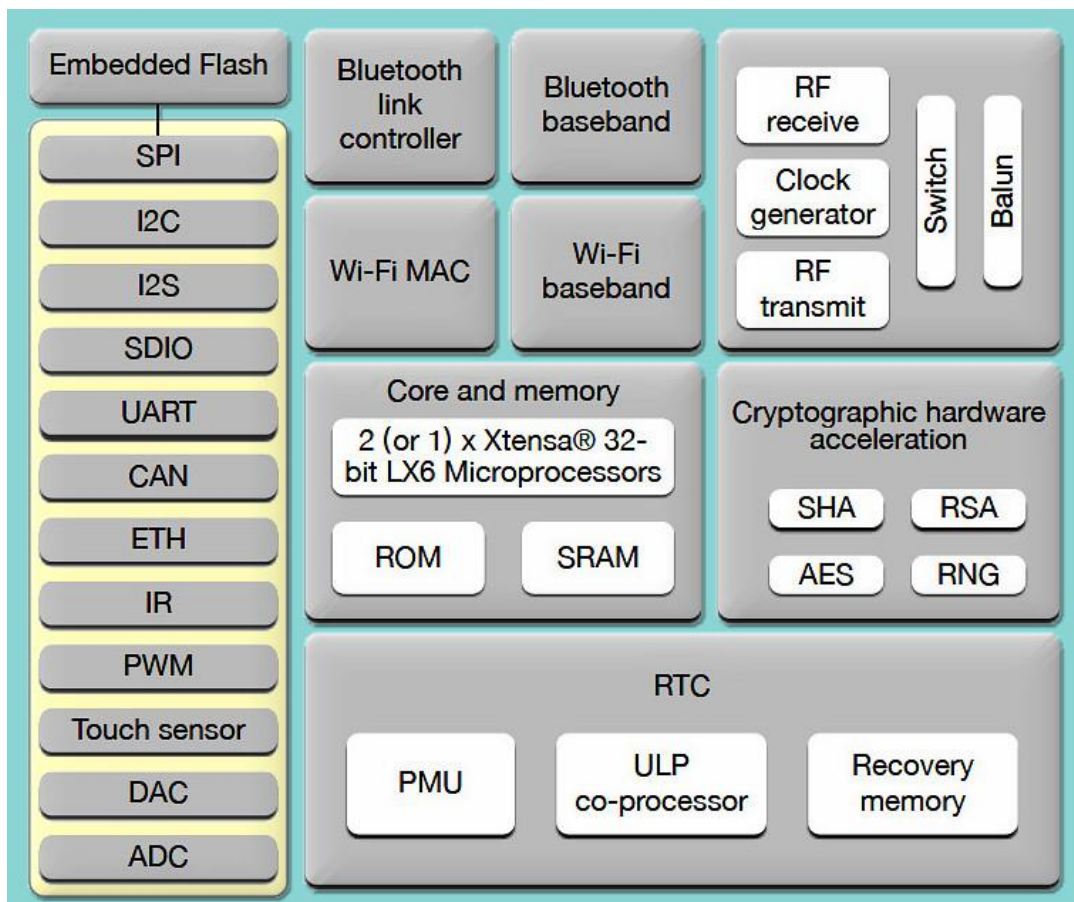 Embedded Flash
SPI
I2C
I2S
SDIO
UART
CAN
ETH
IR
PWM
Touch sensor
DAC
ADC
Bluetooth
link
controller
Bluetooth
baseband
Wi-Fi MAC
Wi-Fi
baseband
RF
receive
Clock
generator
RF
transmit
Switch
Balun
Core and memory
2 (or 1) x Xtensa® 32-
bit LX6 Microprocessors
ROM
SRAM
Cryptographic hardware
acceleration
SHA
RSA
AES
RNG
RTC
PMU
ULP
co-processor
Recovery
memory